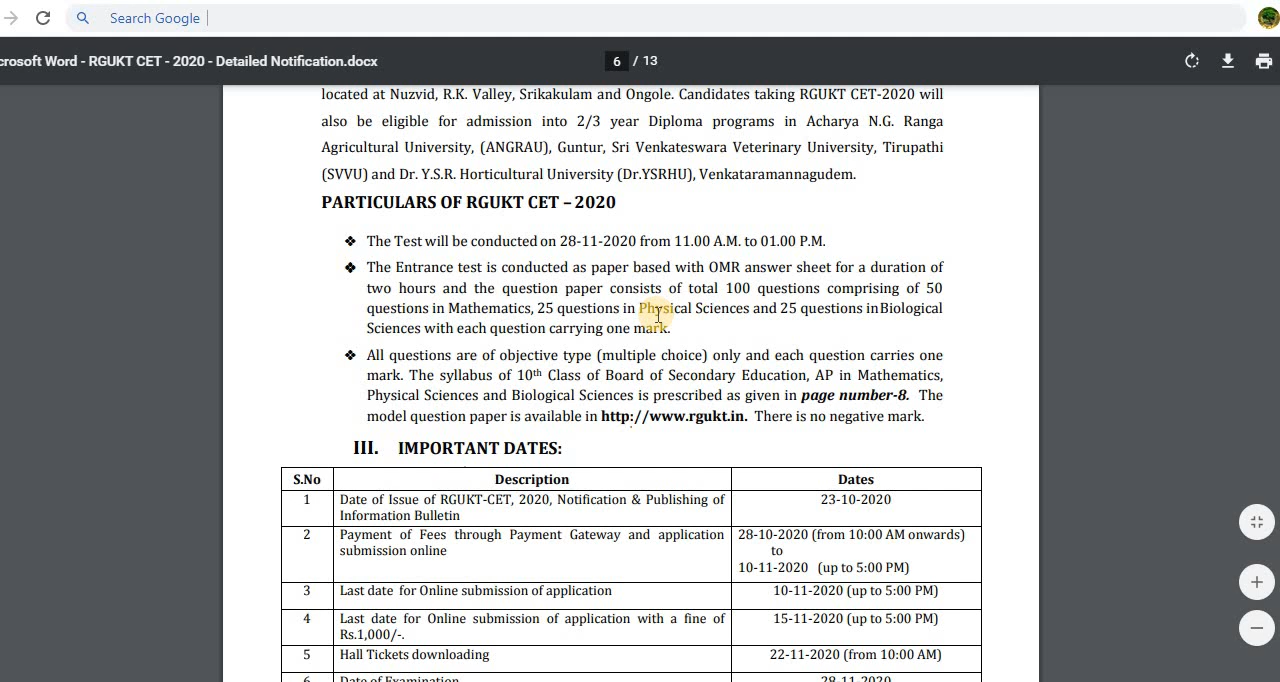 Search Google
crosoft Word - RGUKT CET - 2020 - Detailed Notification.docx
6 / 13
located at Nuzvid, R.K. Valley, Srikakulam and Ongole. Candidates taking RGUKT CET-2020 will
also be eligible for admission into 2/3 year Diploma programs in Acharya N.G. Ranga
Agricultural University, (ANGRAU), Guntur, Sri Venkateswara Veterinary University, Tirupathi
(SVVU) and Dr. Y.S.R. Horticultural University (Dr.YSRHU), Venkataramannagudem.
PARTICULARS OF RGUKT CET – 2020
❖ The Test will be conducted on 28-11-2020 from 11.00 A.M. to 01.00 P.M.
❖ The Entrance test is conducted as paper based with OMR answer sheet for a duration of
two hours and the question paper consists of total 100 questions comprising of 50
questions in Mathematics, 25 questions in Physical Sciences and 25 questions in Biological
Sciences with each question carrying one mark.
❖ All questions are of objective type (multiple choice) only and each question carries one
mark. The syllabus of 10th Class of Board of Secondary Education, AP in Mathematics,
Physical Sciences and Biological Sciences is prescribed as given in page number-8. The
model question paper is available in http://www.rgukt.in. There is no negative mark.
III. IMPORTANT DATES:
S.No Description Dates
1 Date of Issue of RGUKT-CET, 2020, Notification & Publishing of 23-10-2020
Information Bulletin
2 Payment of Fees through Payment Gateway and application 28-10-2020 (from 10:00 AM onwards)
submission online to
10-11-2020 (up to 5:00 PM)
3 Last date for Online submission of application 10-11-2020 (up to 5:00 PM)
4 Last date for Online submission of application with a fine of 15-11-2020 (up to 5:00 PM)
Rs.1,000/-.
5 Hall Tickets downloading 22-11-2020 (from 10:00 AM)
6 Date of Examination 28-11-2020